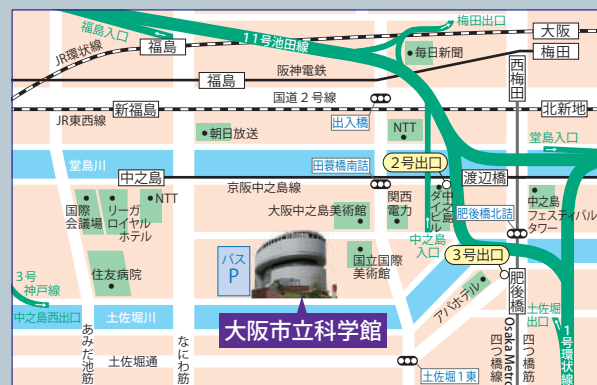 福島入口
11号池田線
梅田出口
大阪
JR環状線
福島
毎日新聞
梅田
阪神電鉄
福島
西梅田
国道2号線
新福島
北新地
JR東西線
出入橋
朝日放送
NTT
堂島入口
堂島川
田蓑橋南詰
2号出口
中之島
京阪中之島線
渡辺橋
国際
会議場
リーガ
ロイヤル
ホテル
NTT
大阪中之島美術館
関西
電力
中之島
ダイビル
肥後橋北詰
中之島
フェスティバル
タワー
中之島
入口
3号出口
バス
P
国立国際
美術館
住友病院
3号
神戸線
中之島西出口
土佐堀川
大阪市立科学館
アパホテル
肥後橋
土佐堀
出口
あみだ池筋
なにわ筋
土佐堀通
土佐堀1東
Osaka Metro
四つ橋線
四つ橋筋
1号環状線